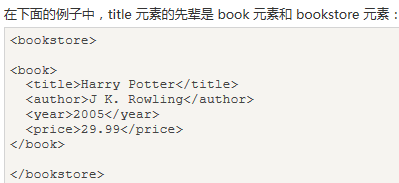 在下面的例子中，title 元素的先辈是 book 元素和 bookstore 元素：
<bookstore>
<book>
  <title>Harry Potter</title>
  <author>J K. Rowling</author>
  <year>2005</year>
  <price>29.99</price>
</book>
</bookstore>